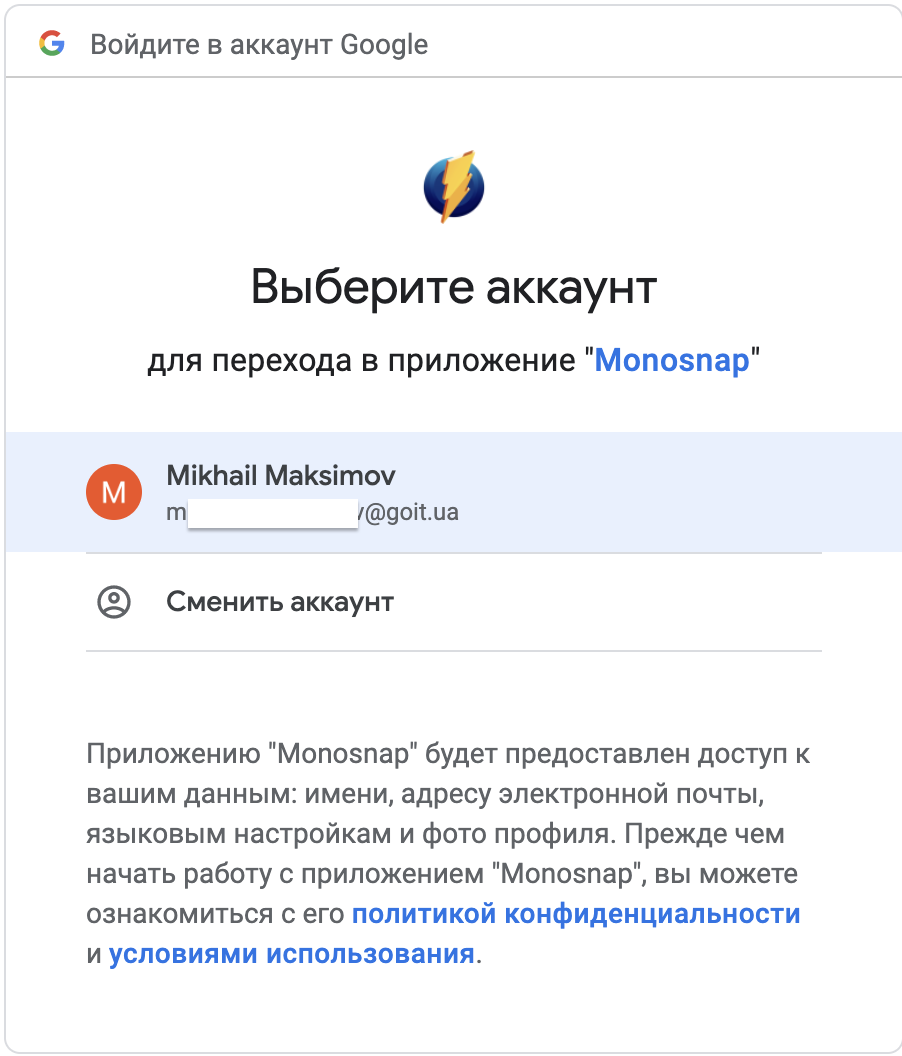 Войдите в аккаунт Google
Выберите аккаунт
для перехода в приложение "Monosnap"
M
Mikhail Maksimov
m v@goit.ua
Сменить аккаунт
Приложению "Monosnap" будет предоставлен доступ к
вашим данным: имени, адресу электронной почты,
языковым настройкам и фото профиля. Прежде чем
начать работу с приложением "Monosnap", вы можете
ознакомиться с его политикой конфиденциальности
и условиями использования.